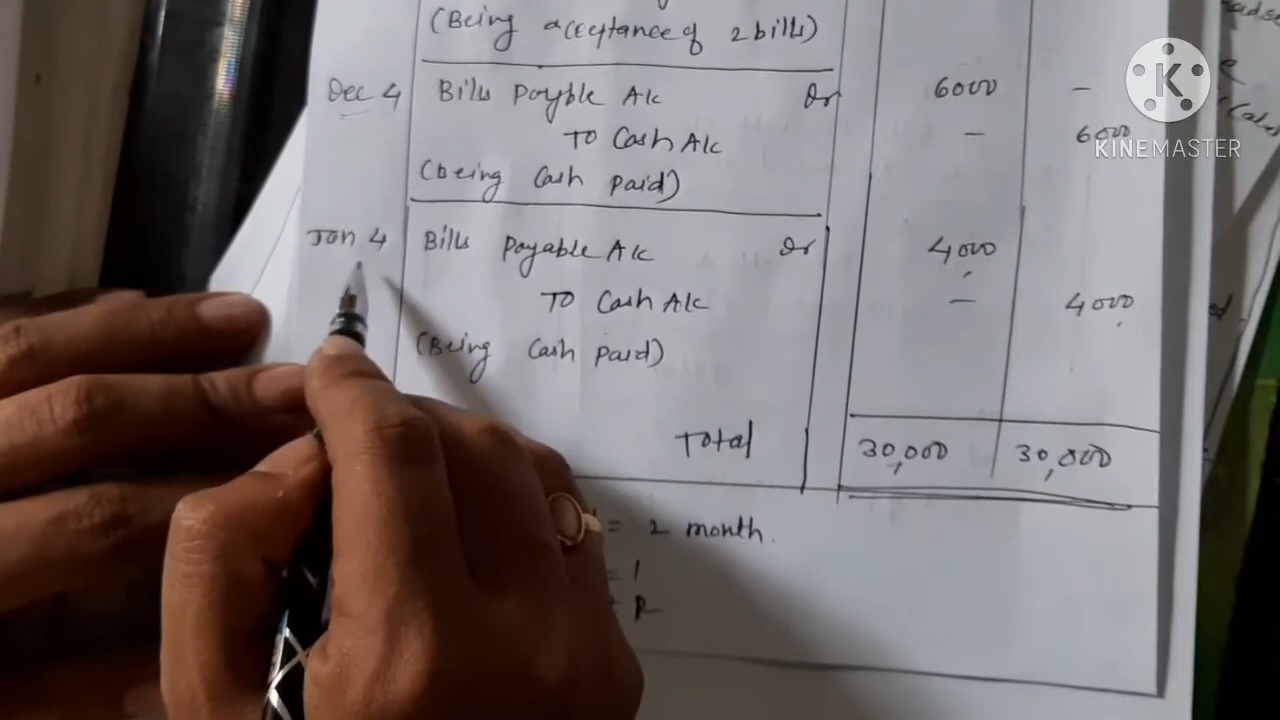 (Being acceptance of 2 bills)
Dec 4 Bills Payble A/c Dr 6000 -
To Cash A/c - 6000
(Being Cash paid)
Jan 4 Bills Payable A/c Dr 4000
To Cash A/c - 4000
(Being Cash paid)
Total 30,000 30,000
= 2 month.
= 1
R
K
KINEMASTER